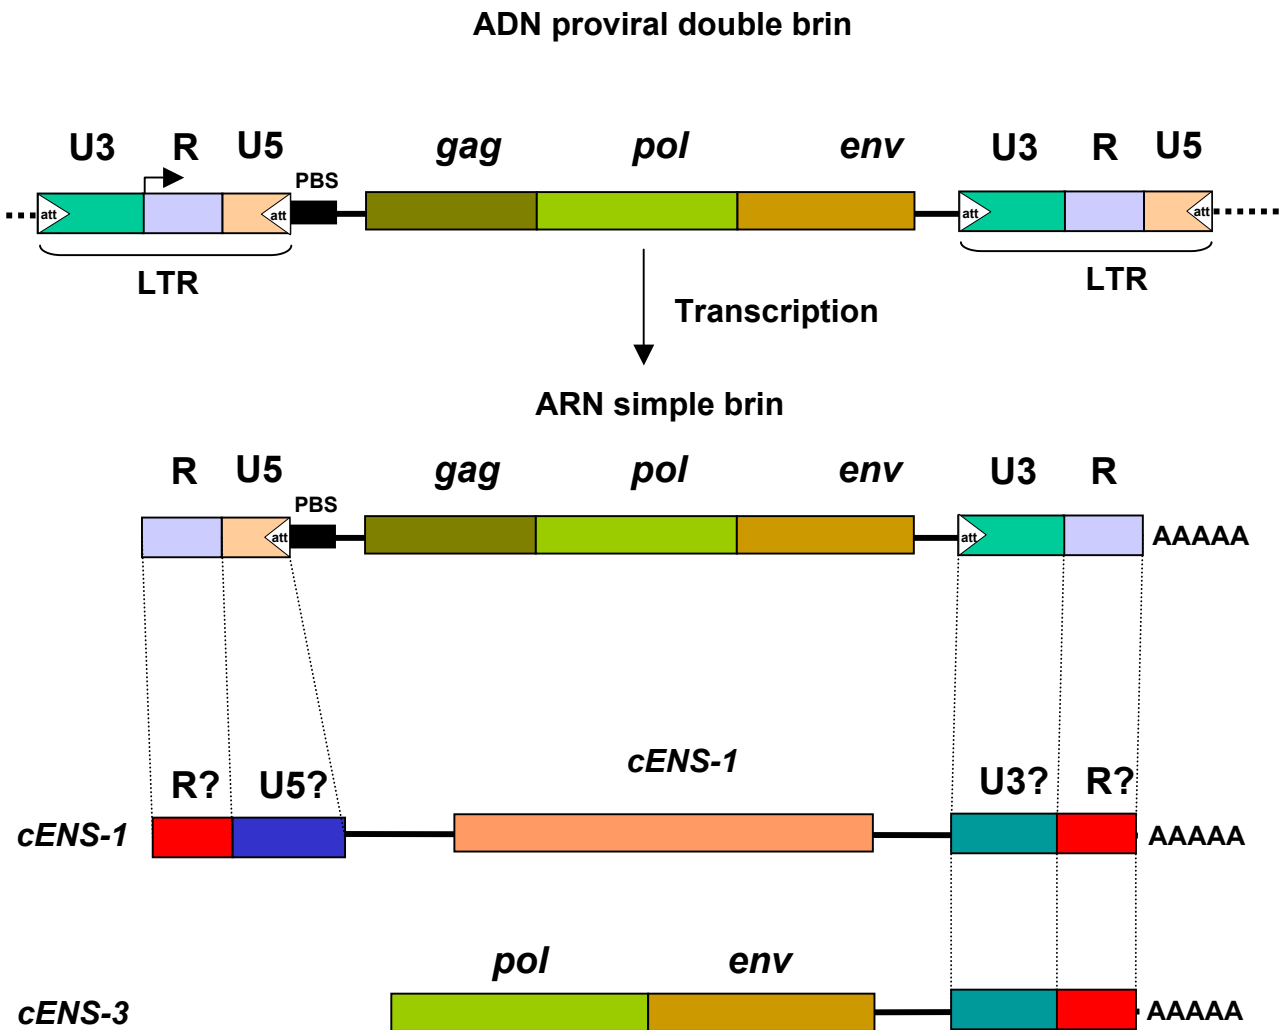 ADN proviral double brin
U3 R U5 gag pol env U3 R U5
PBS
att att att att
LTR LTR
Transcription
ARN simple brin
R U5 gag pol env U3 R
PBS
att att AAAAA
cENS-1
R? U5? U3? R?
cENS-1 AAAAA
pol env
cENS-3 AAAAA